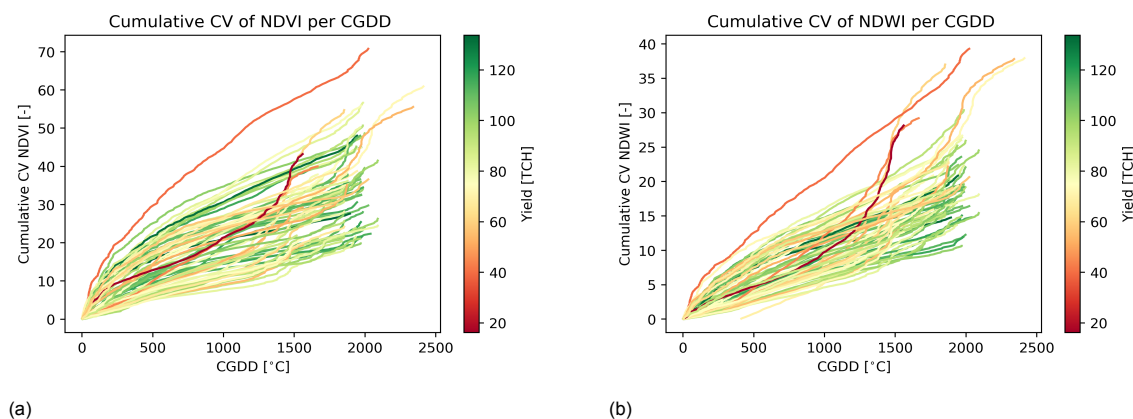 Cumulative CV of NDVI per CGDD
70
60
50
40
30
20
10
0
Cumulative CV NDVI [-]
0 500 1000 1500 2000 2500
CGDD [°C]
120
100
80
60
40
20
Yield [TCH]
(a)
Cumulative CV of NDWI per CGDD
40
35
30
25
20
15
10
5
0
Cumulative CV NDWI [-]
0 500 1000 1500 2000 2500
CGDD [°C]
120
100
80
60
40
20
Yield [TCH]
(b)